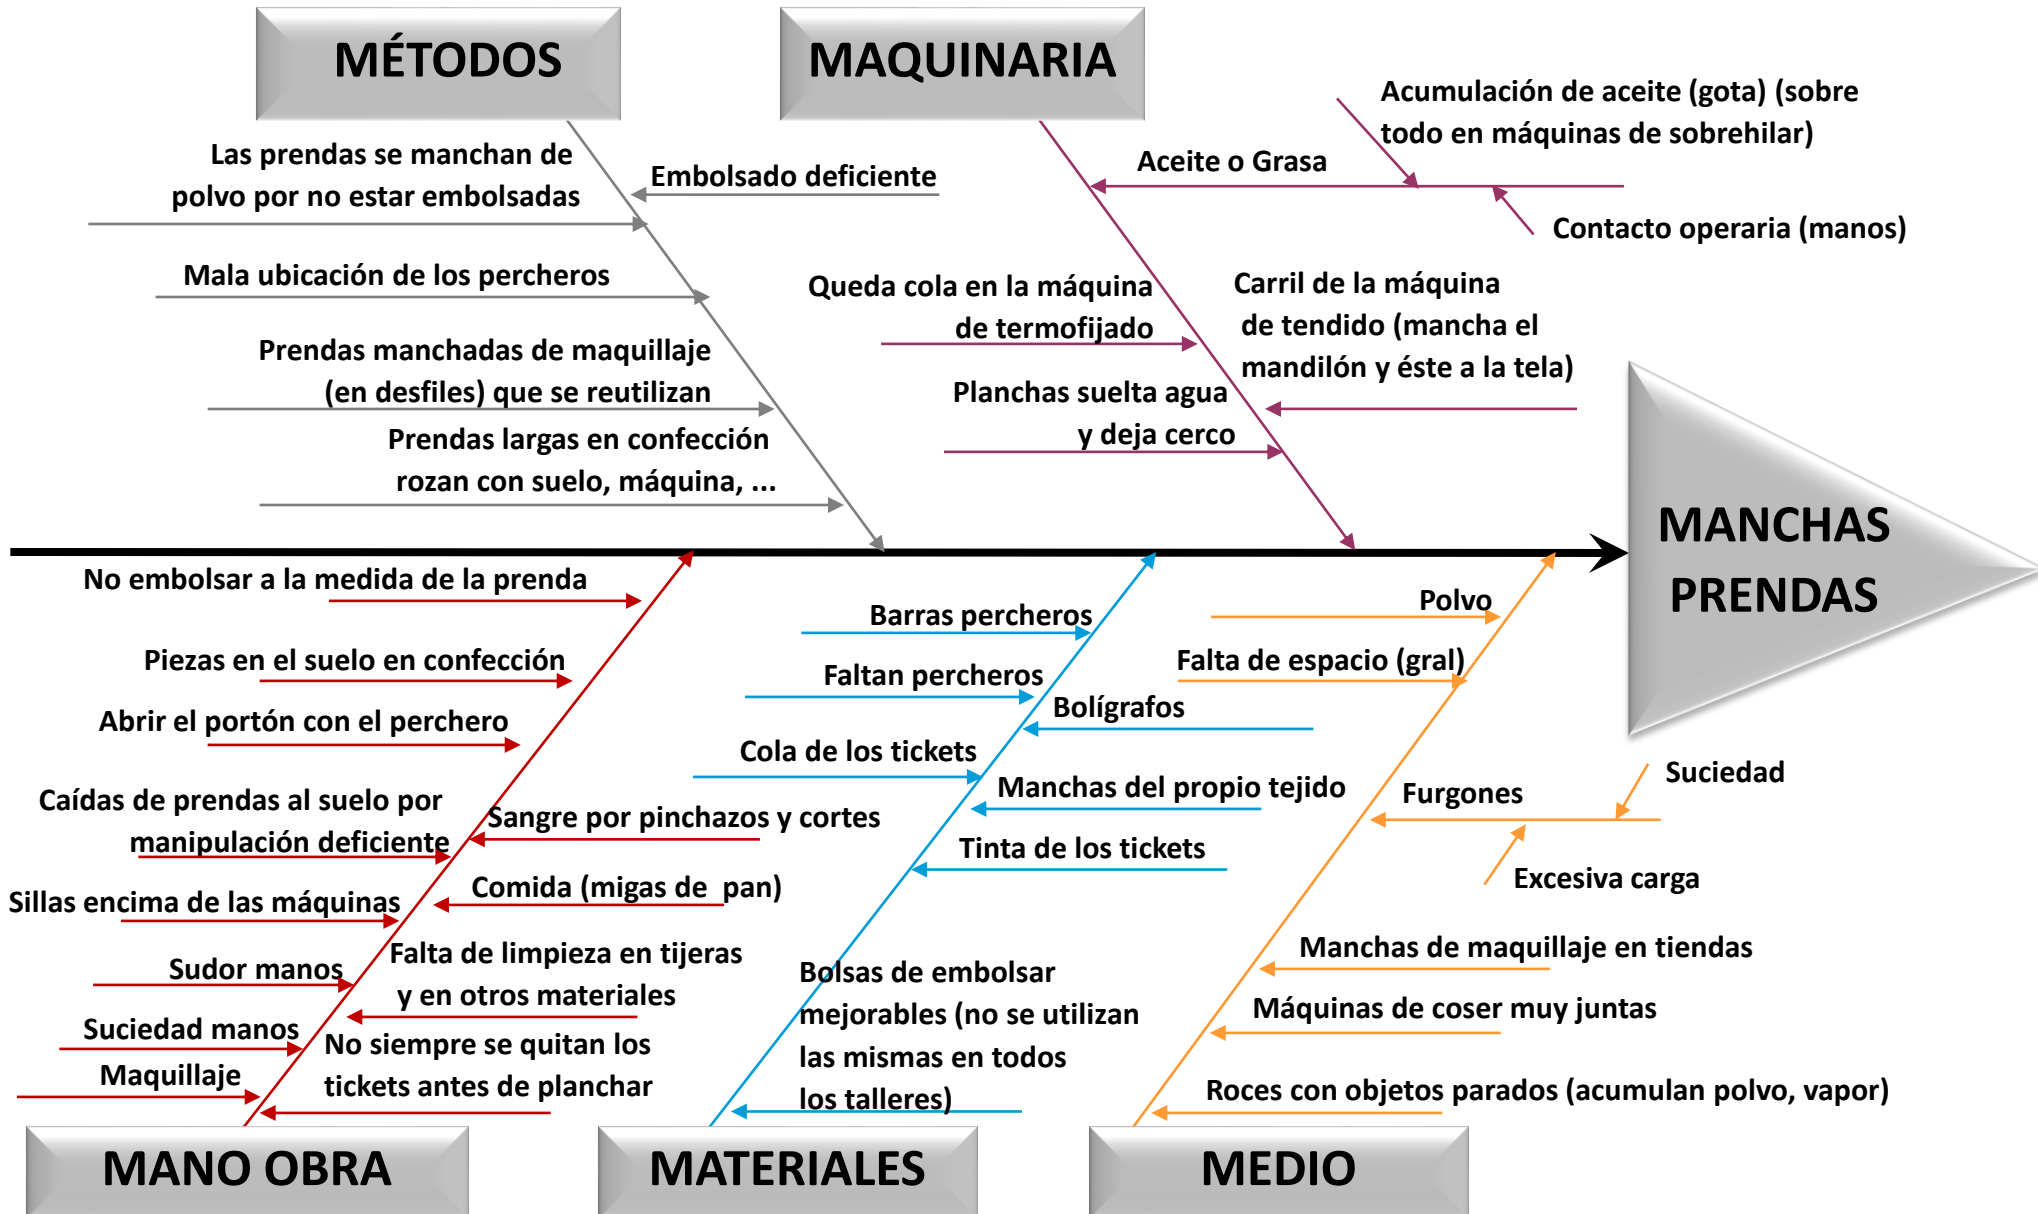 MÉTODOS
MAQUINARIA
Las prendas se manchan de
polvo por no estar embolsadas
Embolsado deficiente
Mala ubicación de los percheros
Prendas manchadas de maquillaje
(en desfiles) que se reutilizan
Prendas largas en confección
rozan con suelo, máquina, ...
Aceite o Grasa
Acumulación de aceite (gota) (sobre
todo en máquinas de sobrehilar)
Contacto operaria (manos)
Queda cola en la máquina
de termofijado
Carril de la máquina
de tendido (mancha el
mandilón y éste a la tela)
Planchas suelta agua
y deja cerco
MANCHAS
PRENDAS
No embolsar a la medida de la prenda
Piezas en el suelo en confección
Abrir el portón con el perchero
Caídas de prendas al suelo por
manipulación deficiente
Sangre por pinchazos y cortes
Sillas encima de las máquinas
Comida (migas de  pan)
Sudor manos
Falta de limpieza en tijeras
y en otros materiales
Suciedad manos
No siempre se quitan los
tickets antes de planchar
Maquillaje
Barras percheros
Faltan percheros
Bolígrafos
Cola de los tickets
Manchas del propio tejido
Tinta de los tickets
Bolsas de embolsar
mejorables (no se utilizan
las mismas en todos
los talleres)
Polvo
Falta de espacio (gral)
Furgones
Suciedad
Excesiva carga
Manchas de maquillaje en tiendas
Máquinas de coser muy juntas
Roces con objetos parados (acumulan polvo, vapor)
MANO OBRA
MATERIALES
MEDIO